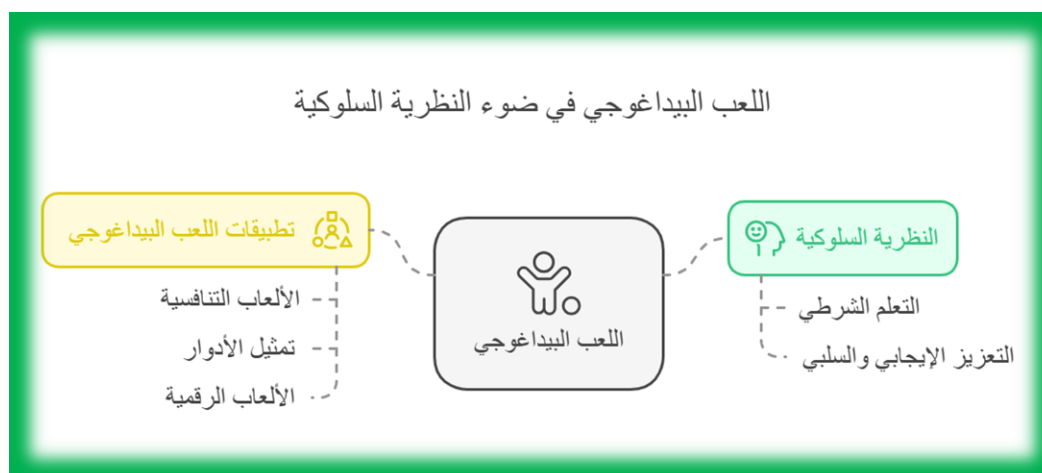 اللعب البيداغوجي في ضوء النظرية السلوكية
النظرية السلوكية
التعلم الشرطي
التعزيز الإيجابي والسلبي
اللعب البيداغوجي
تطبيقات اللعب البيداغوجي
الألعاب التنافسية
تمثيل الأدوار
الألعاب الرقمية